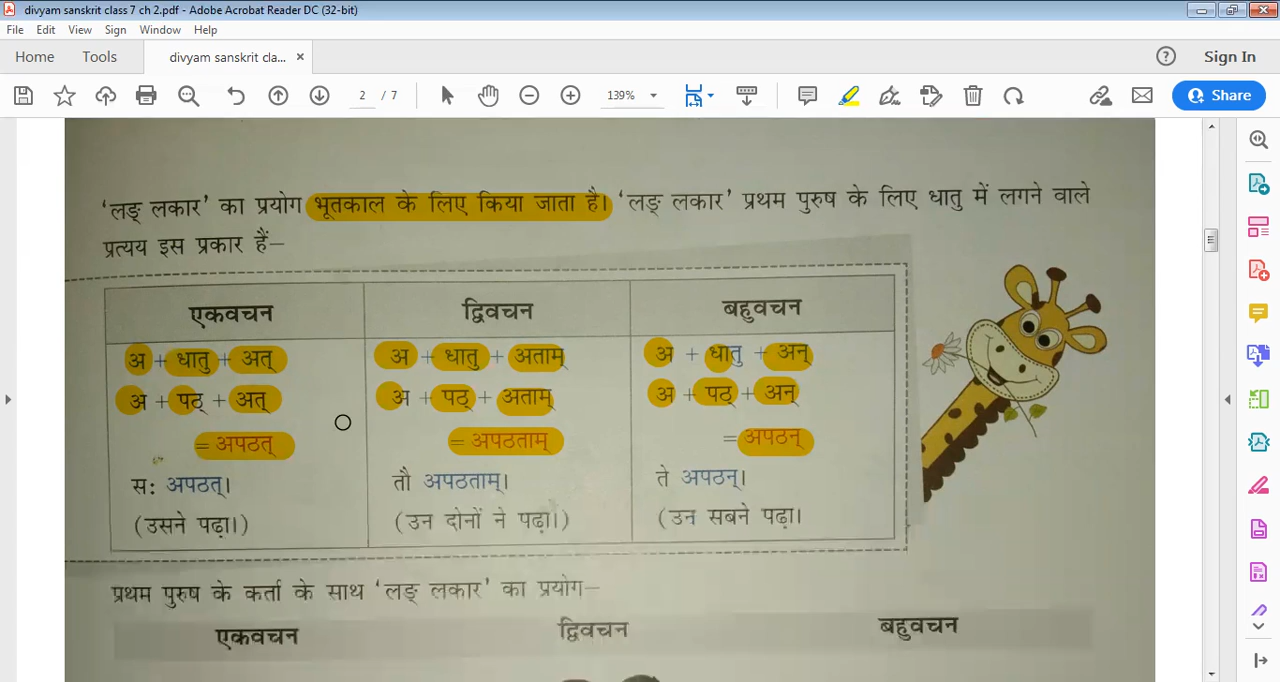 divyam sanskrit class 7 ch 2.pdf - Adobe Acrobat Reader DC (32-bit)
File Edit View Sign Window Help
Home Tools divyam sanskrit cla... × Sign In
2 / 7 139% Share
‘लङ् लकार’ का प्रयोग भूतकाल के लिए किया जाता है। ‘लङ् लकार’ प्रथम पुरुष के लिए धातु में लगने वाले
प्रत्यय इस प्रकार हैं–
एकवचन द्विवचन बहुवचन
अ + धातु + अत् अ + धातु + अताम् अ + धातु + अन्
अ + पठ् + अत् अ + पठ् + अताम् अ + पठ् + अन्
= अपठत् = अपठताम् = अपठन्
सः अपठत्। तौ अपठताम्। ते अपठन्।
(उसने पढ़ा।) (उन दोनों ने पढ़ा।) (उन सबने पढ़ा।
प्रथम पुरुष के कर्ता के साथ ‘लङ् लकार’ का प्रयोग–
एकवचन द्विवचन बहुवचन